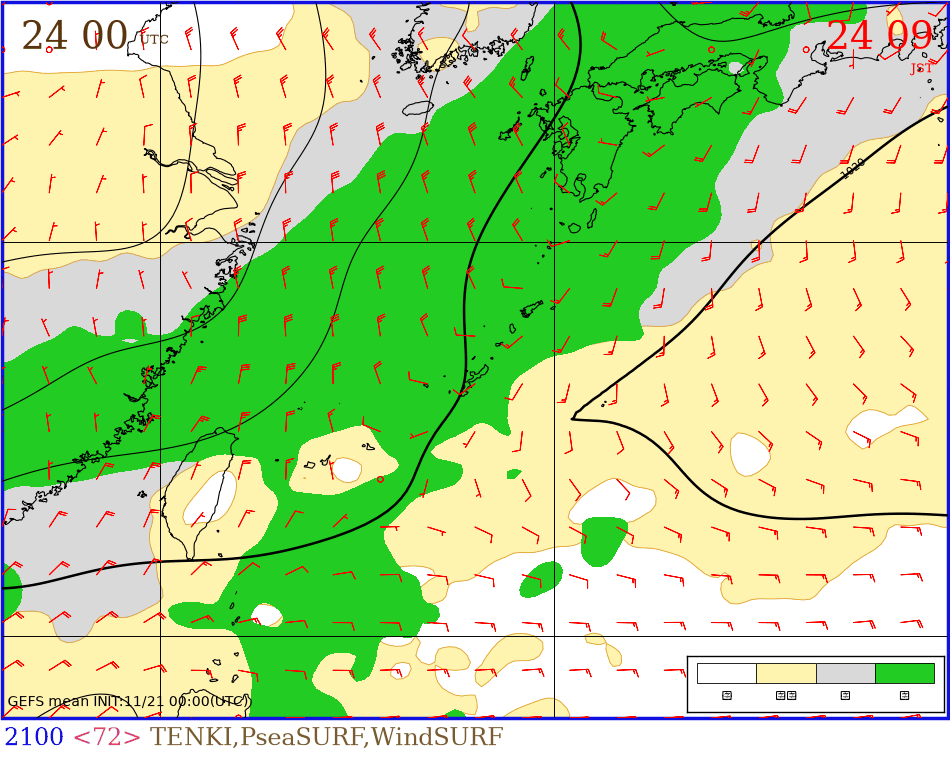 24 00 UTC
24 09
JST
1020
GEFS mean INIT:11/21 00:00(UTC)
2100 <72> TENKI,PseaSURF,WindSURF